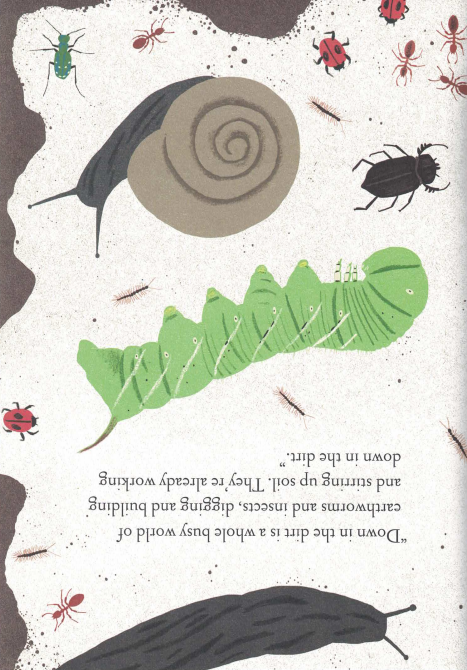 “Down in the dirt is a whole busy world of
earthworms and insects, digging and building
and stirring up soil. They’re already working
down in the dirt.”